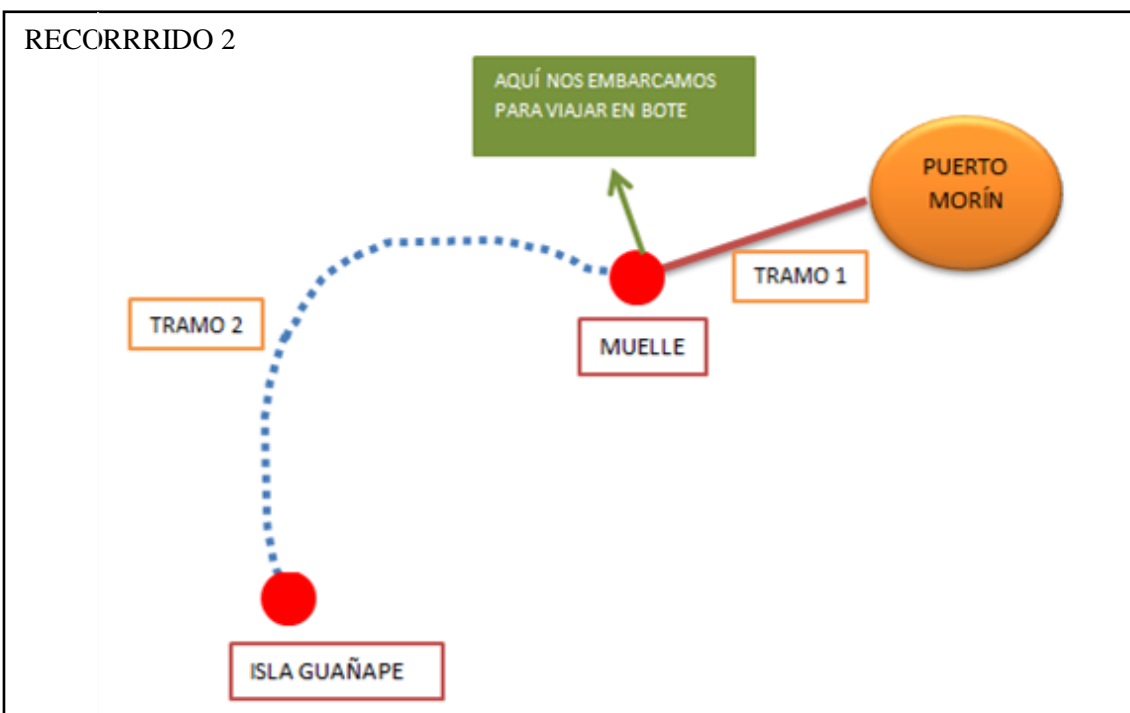 RECORRRIDO 2
AQUÍ NOS EMBARCAMOS
PARA VIAJAR EN BOTE
PUERTO
MORÍN
TRAMO 1
TRAMO 2
MUELLE
ISLA GUAÑAPE